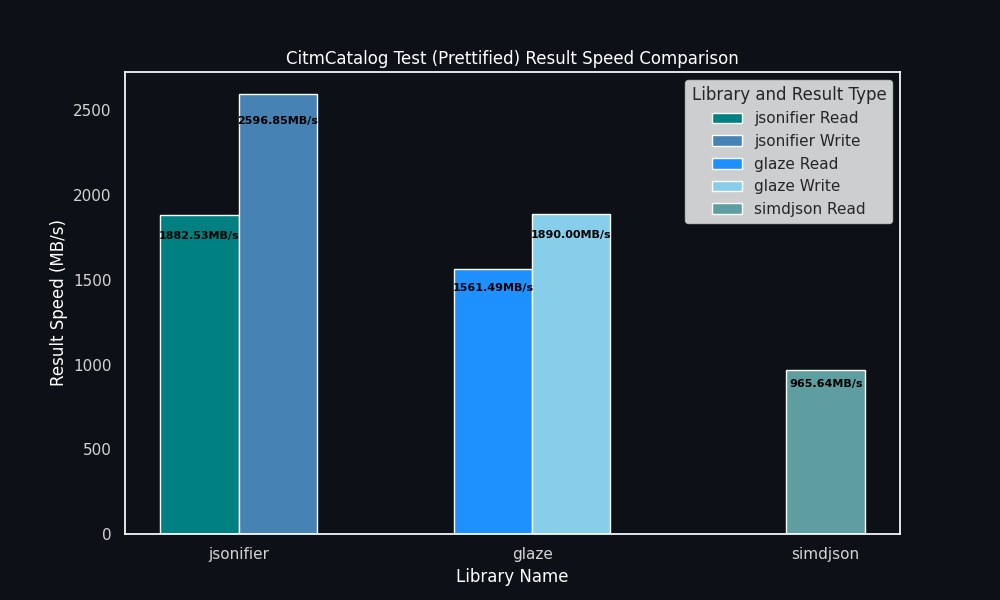 CitmCatalog Test (Prettified) Result Speed Comparison
Library and Result Type
jsonifier Read
jsonifier Write
glaze Read
glaze Write
simdjson Read
2500
2000
1500
1000
500
0
Result Speed (MB/s)
1882.53MB/s
2596.85MB/s
1561.49MB/s
1890.00MB/s
965.64MB/s
jsonifier
glaze
simdjson
Library Name